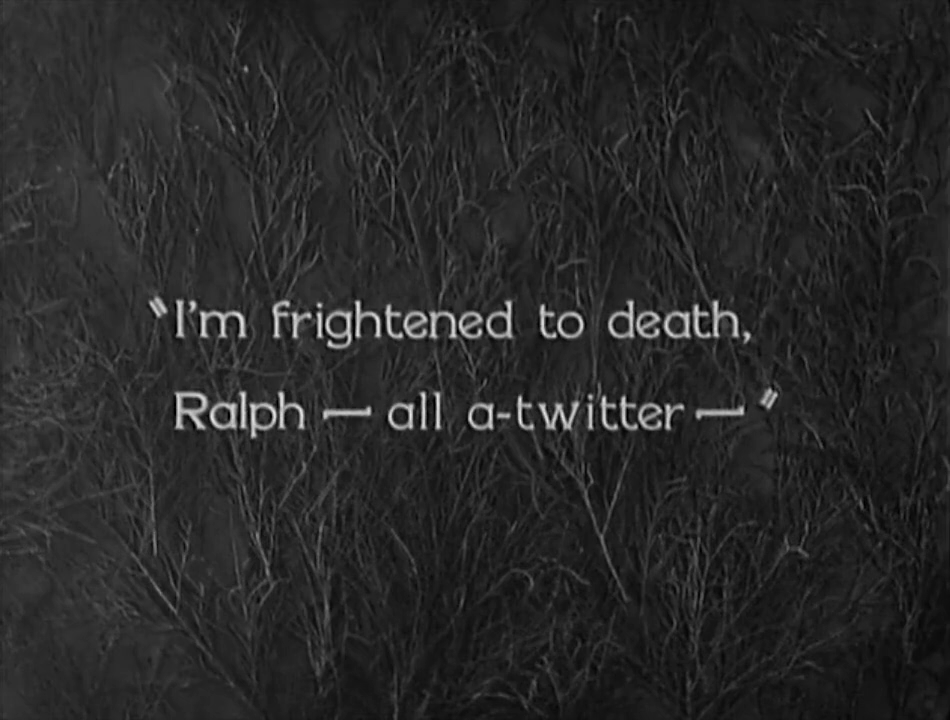 "I'm frightened to death,
Ralph — all a-twitter — "